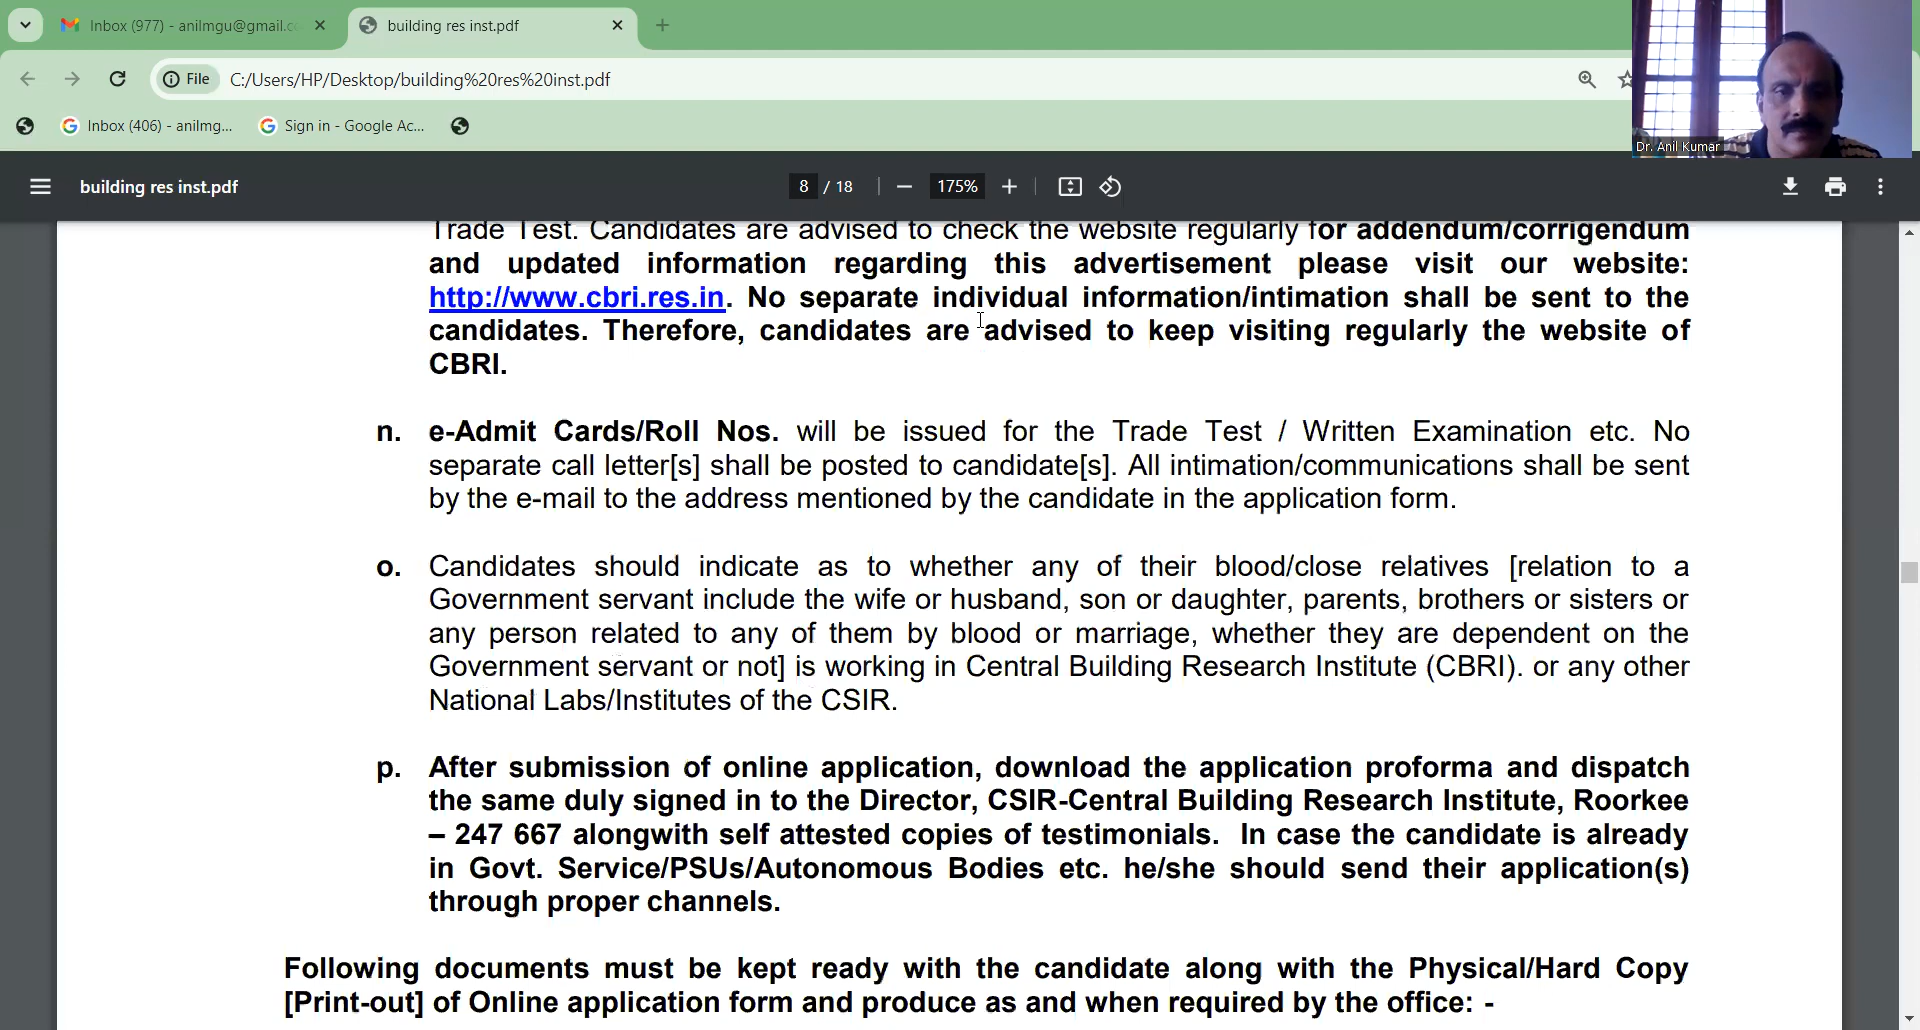 Inbox (977) - anilmgu@gmail.c
building res inst.pdf
File
C:/Users/HP/Desktop/building%20res%20inst.pdf
Inbox (406) - anilmg...
Sign in - Google Ac...
Dr. Anil Kumar
building res inst.pdf
8 / 18
175%
Trade Test. Candidates are advised to check the website regularly for addendum/corrigendum
and updated information regarding this advertisement please visit our website:
http://www.cbri.res.in. No separate individual information/intimation shall be sent to the
candidates. Therefore, candidates are advised to keep visiting regularly the website of
CBRI.
n. e-Admit Cards/Roll Nos. will be issued for the Trade Test / Written Examination etc. No
separate call letter[s] shall be posted to candidate[s]. All intimation/communications shall be sent
by the e-mail to the address mentioned by the candidate in the application form.
o. Candidates should indicate as to whether any of their blood/close relatives [relation to a
Government servant include the wife or husband, son or daughter, parents, brothers or sisters or
any person related to any of them by blood or marriage, whether they are dependent on the
Government servant or not] is working in Central Building Research Institute (CBRI). or any other
National Labs/Institutes of the CSIR.
p. After submission of online application, download the application proforma and dispatch
the same duly signed in to the Director, CSIR-Central Building Research Institute, Roorkee
– 247 667 alongwith self attested copies of testimonials. In case the candidate is already
in Govt. Service/PSUs/Autonomous Bodies etc. he/she should send their application(s)
through proper channels.
Following documents must be kept ready with the candidate along with the Physical/Hard Copy
[Print-out] of Online application form and produce as and when required by the office: -